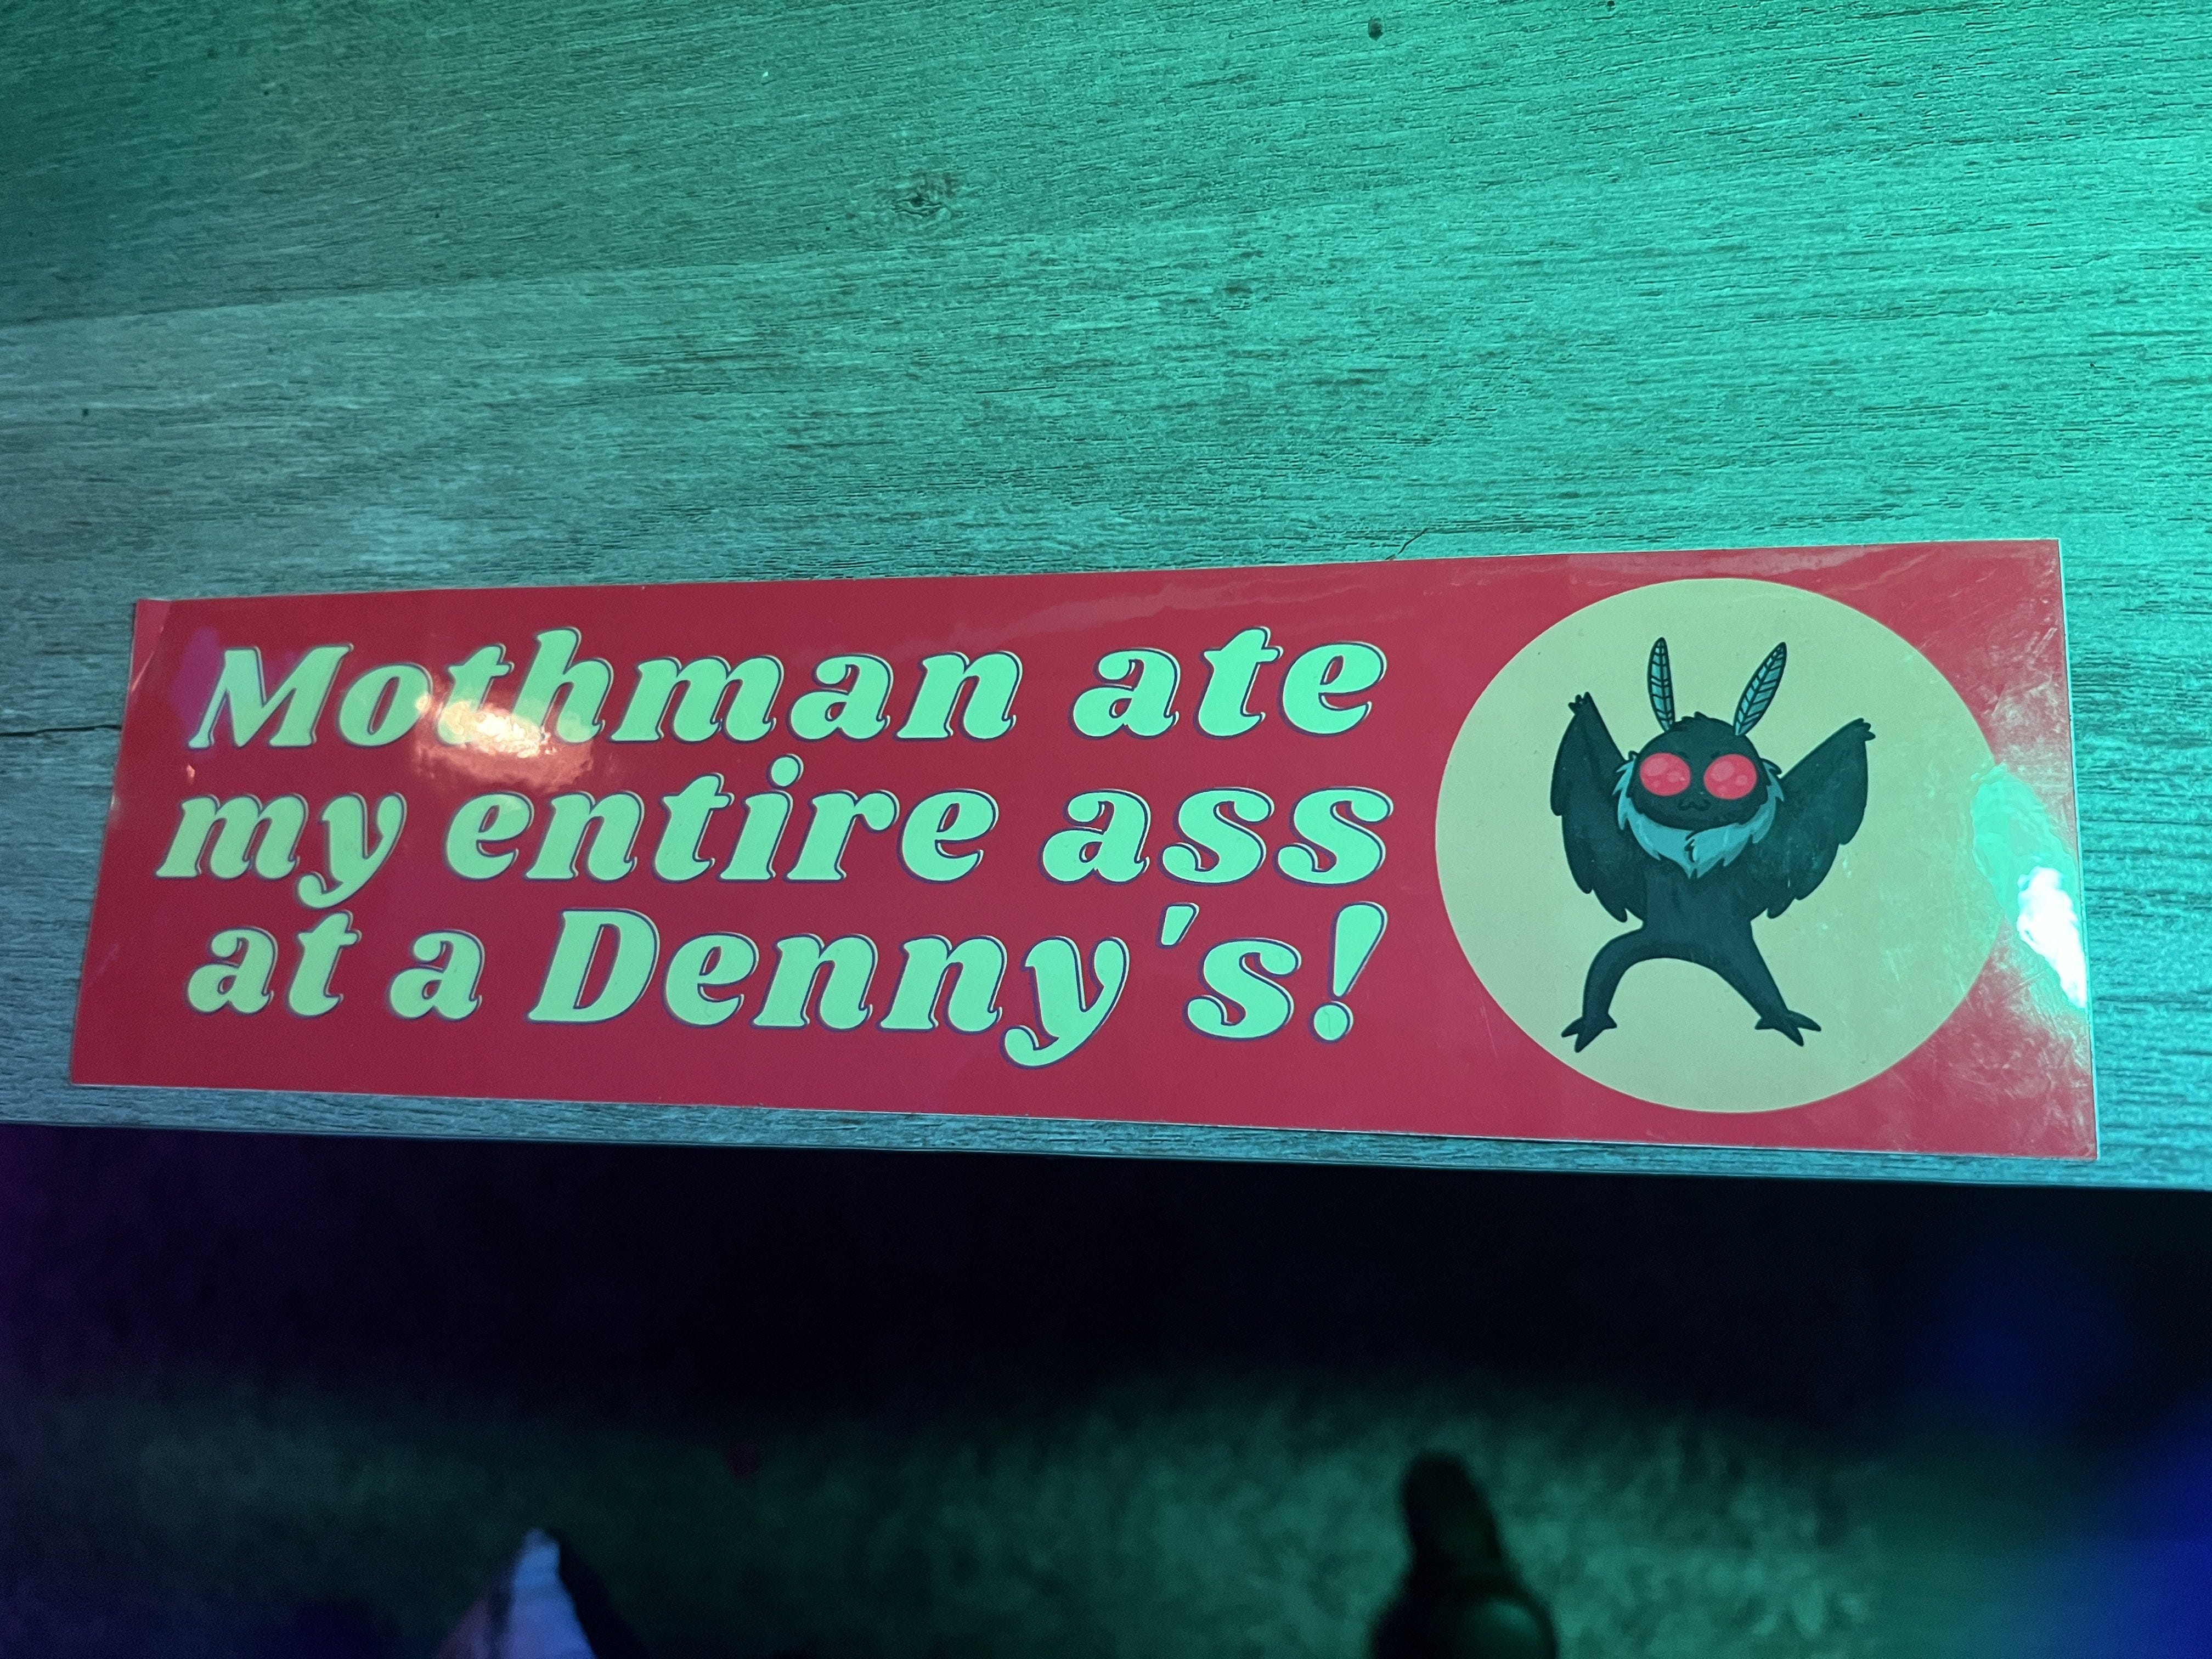 Mothman ate
my entire ass
at a Denny's!